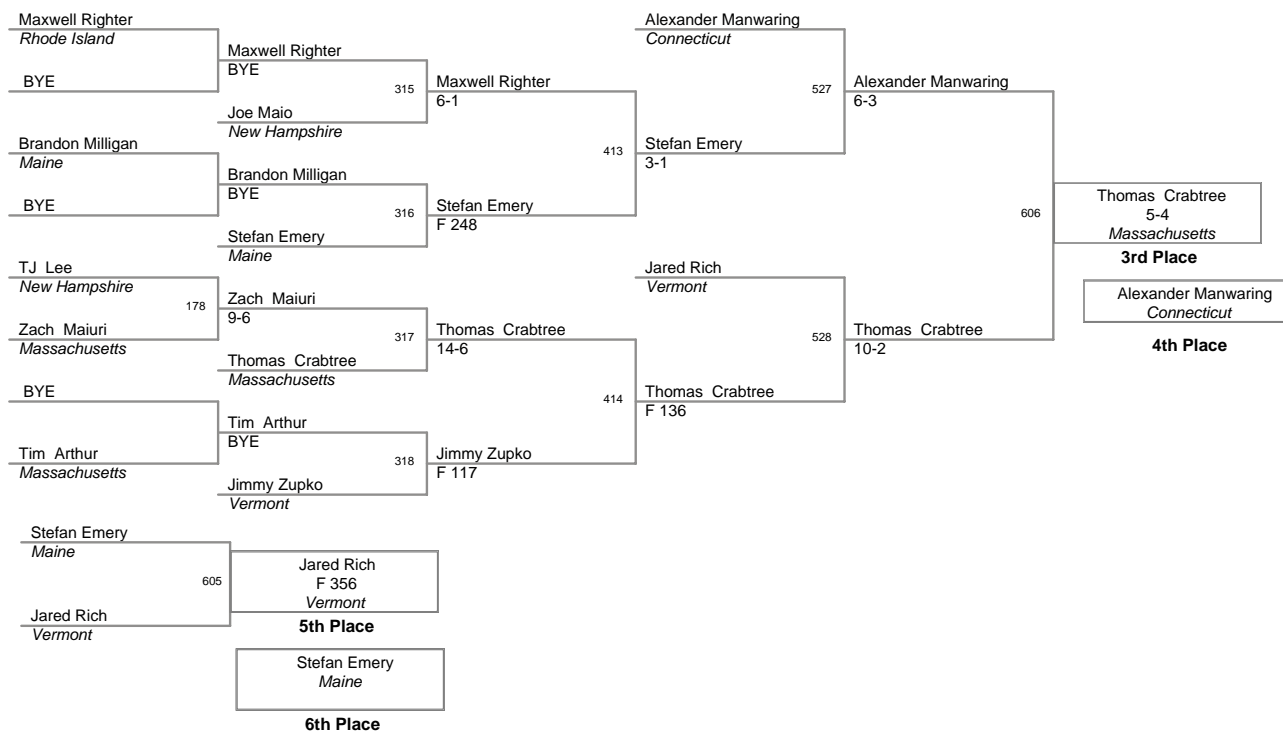 Maxwell Righter
Rhode Island
BYE
Brandon Milligan
Maine
BYE
TJ Lee
New Hampshire
178
Zach Maiuri
Massachusetts
BYE
Tim Arthur
Massachusetts
Maxwell Righter
BYE
315
Joe Maio
New Hampshire
Brandon Milligan
BYE
316
Stefan Emery
Maine
Zach Maiuri
9-6
317
Thomas Crabtree
Massachusetts
Tim Arthur
BYE
318
Jimmy Zupko
Vermont
Maxwell Righter
6-1
413
Stefan Emery
F 248
Thomas Crabtree
14-6
414
Jimmy Zupko
F 117
Alexander Manwaring
Connecticut
527
Stefan Emery
3-1
Jared Rich
Vermont
528
Thomas Crabtree
F 136
Alexander Manwaring
6-3
606
Thomas Crabtree
10-2
Thomas Crabtree
5-4
Massachusetts
3rd Place
Alexander Manwaring
Connecticut
4th Place
Stefan Emery
Maine
605
Jared Rich
Vermont
Jared Rich
F 356
Vermont
5th Place
Stefan Emery
Maine
6th Place